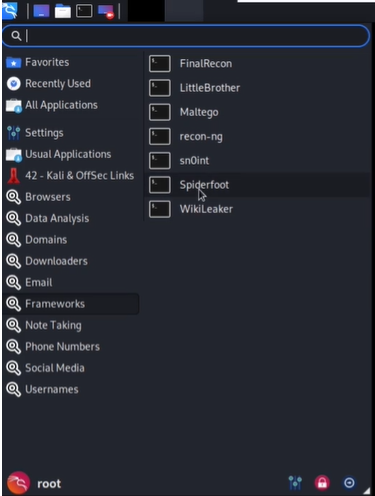 Favorites
Recently Used
All Applications
Settings
Usual Applications
42 - Kali & OffSec Links
Browsers
Data Analysis
Domains
Downloaders
Email
Frameworks
Note Taking
Phone Numbers
Social Media
Usernames
FinalRecon
LittleBrother
Maltego
recon-ng
sn0int
Spiderfoot
WikiLeaker
root